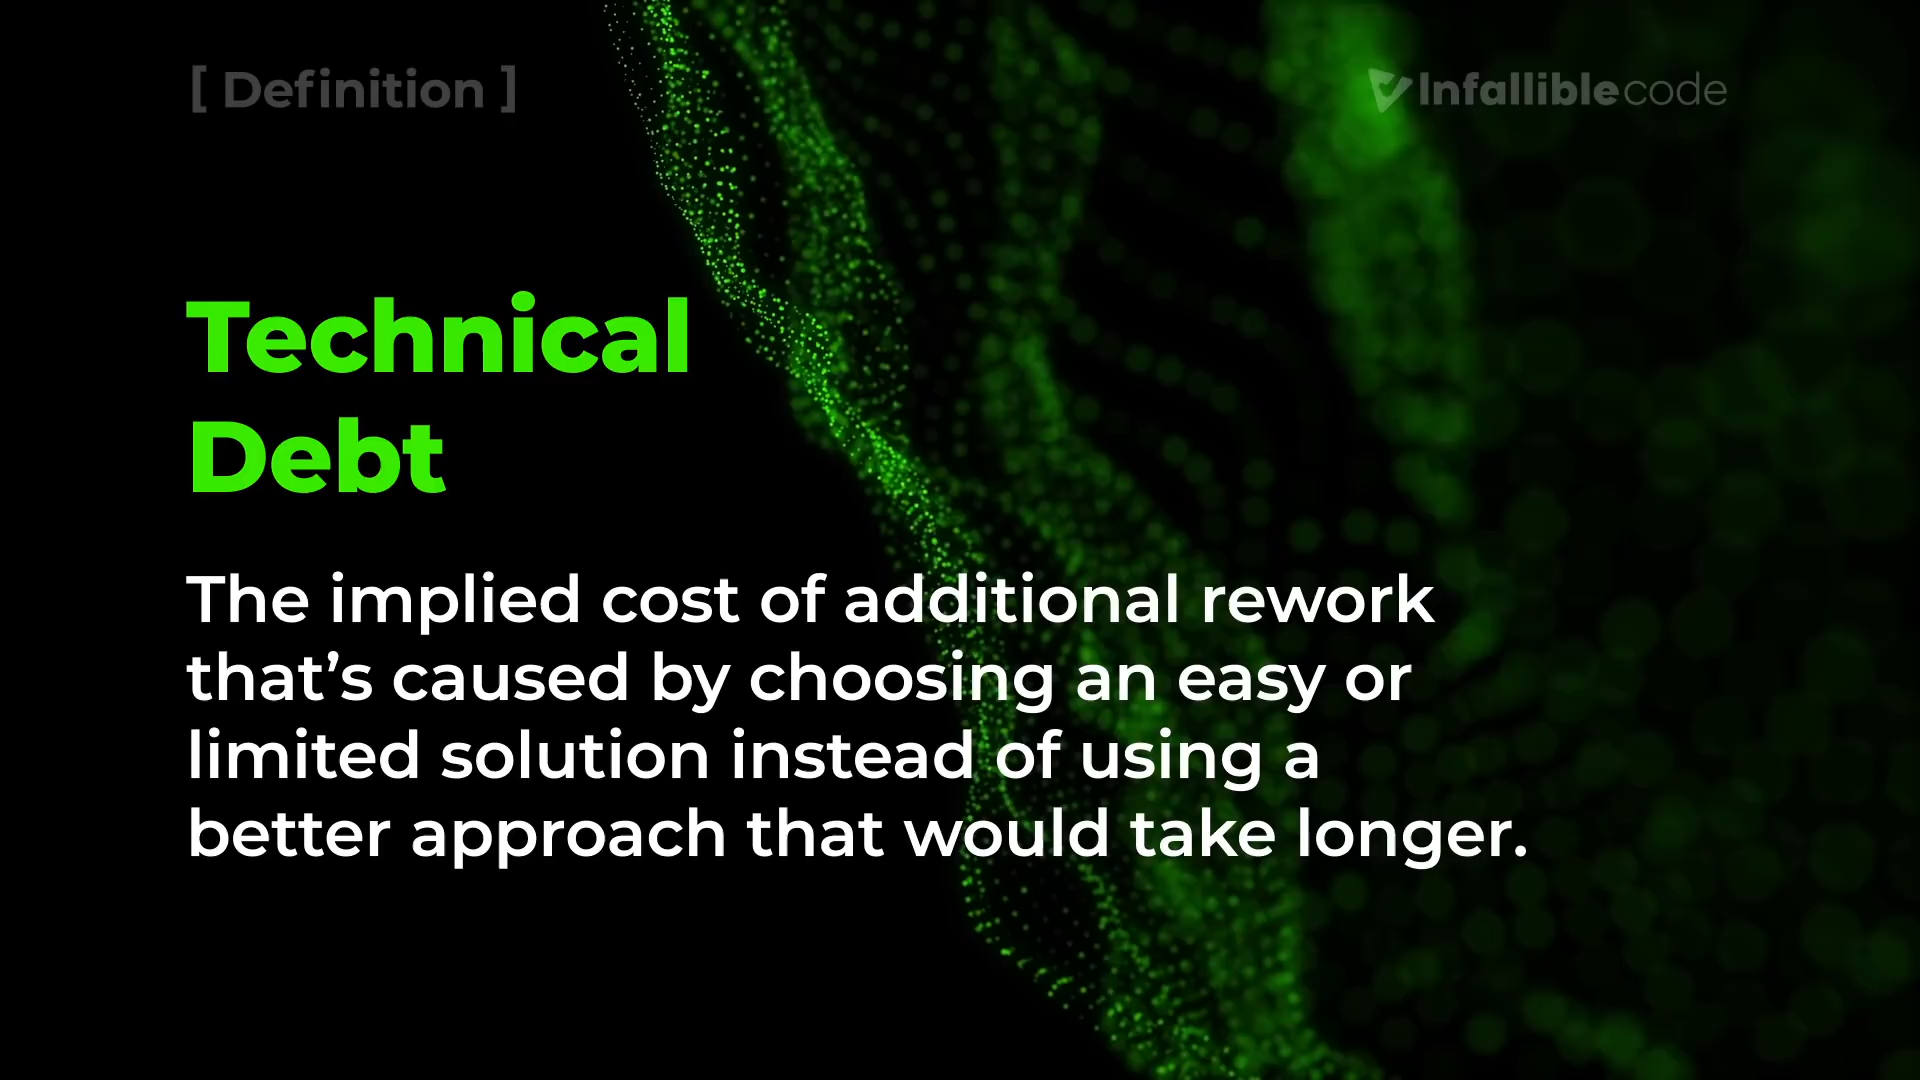 [ Definition ]
Infalliblecode
Technical
Debt
The implied cost of additional rework
that’s caused by choosing an easy or
limited solution instead of using a
better approach that would take longer.